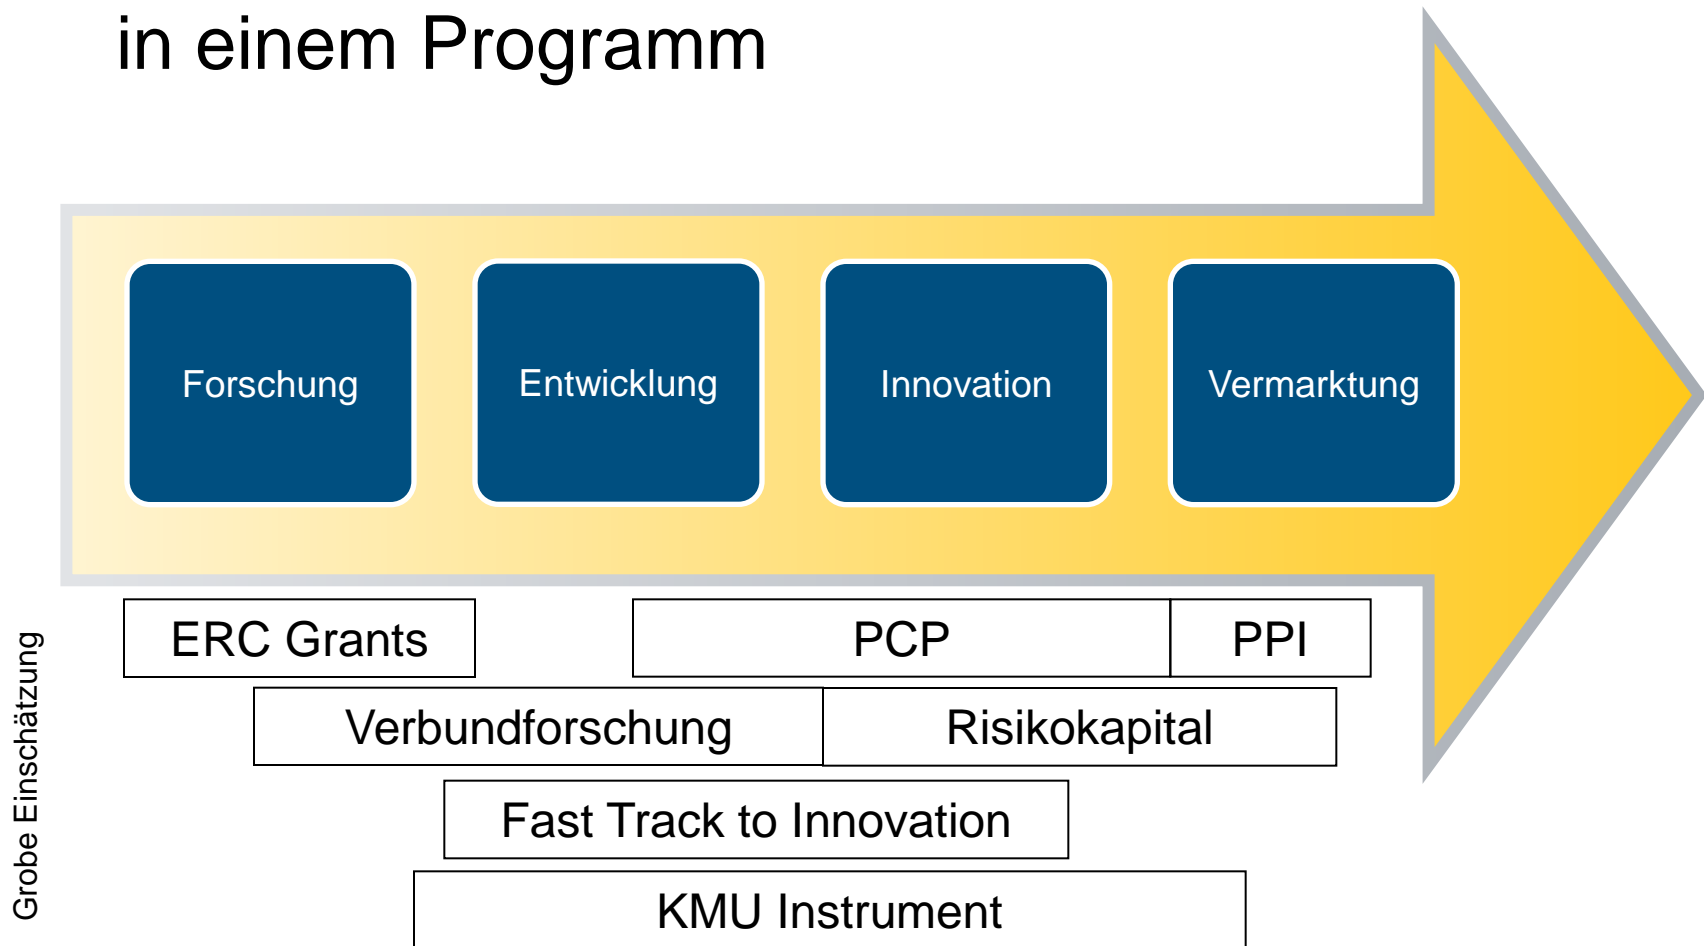 in einem Programm
Forschung
Entwicklung
Innovation
Vermarktung
ERC Grants
PCP
PPI
Verbundforschung
Risikokapital
Fast Track to Innovation
KMU Instrument
Grobe Einschätzung